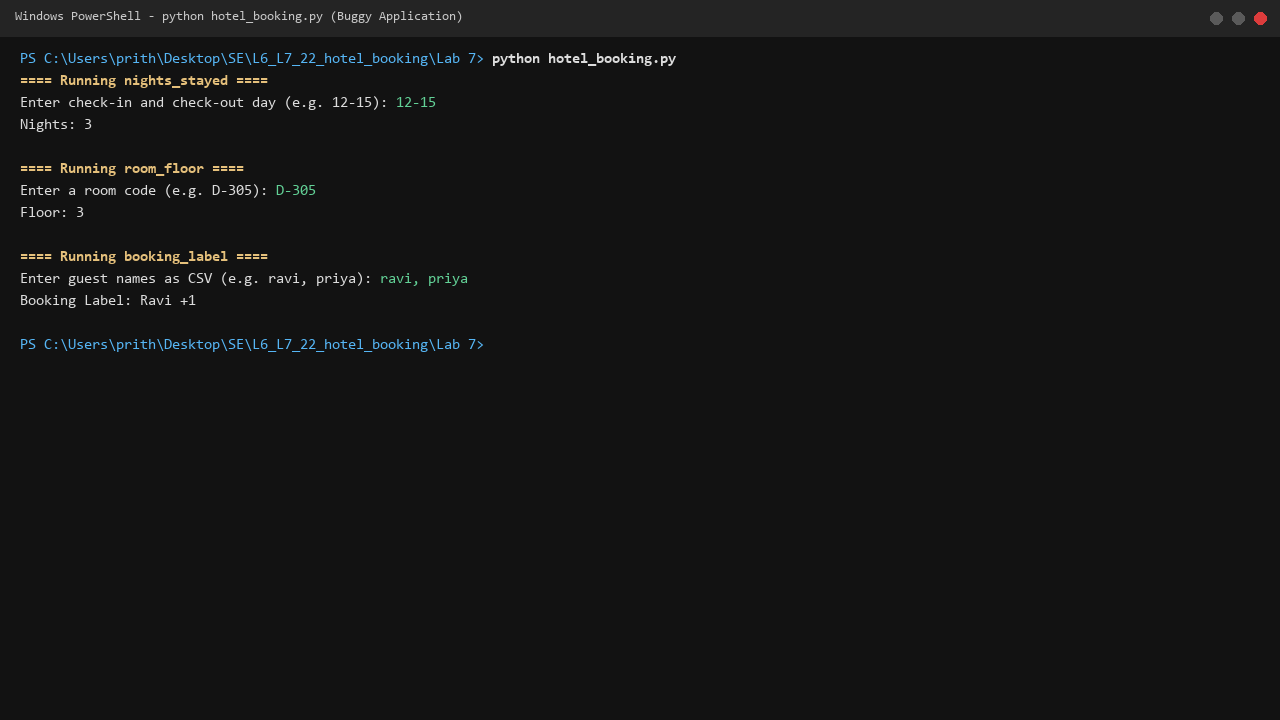 Windows PowerShell - python hotel_booking.py (Buggy Application)
PS C:\Users\prith\Desktop\SE\L6_L7_22_hotel_booking\Lab 7> python hotel_booking.py
==== Running nights_stayed ====
Enter check-in and check-out day (e.g. 12-15): 12-15
Nights: 3
==== Running room_floor ====
Enter a room code (e.g. D-305): D-305
Floor: 3
==== Running booking_label ====
Enter guest names as CSV (e.g. ravi, priya): ravi, priya
Booking Label: Ravi +1
PS C:\Users\prith\Desktop\SE\L6_L7_22_hotel_booking\Lab 7>